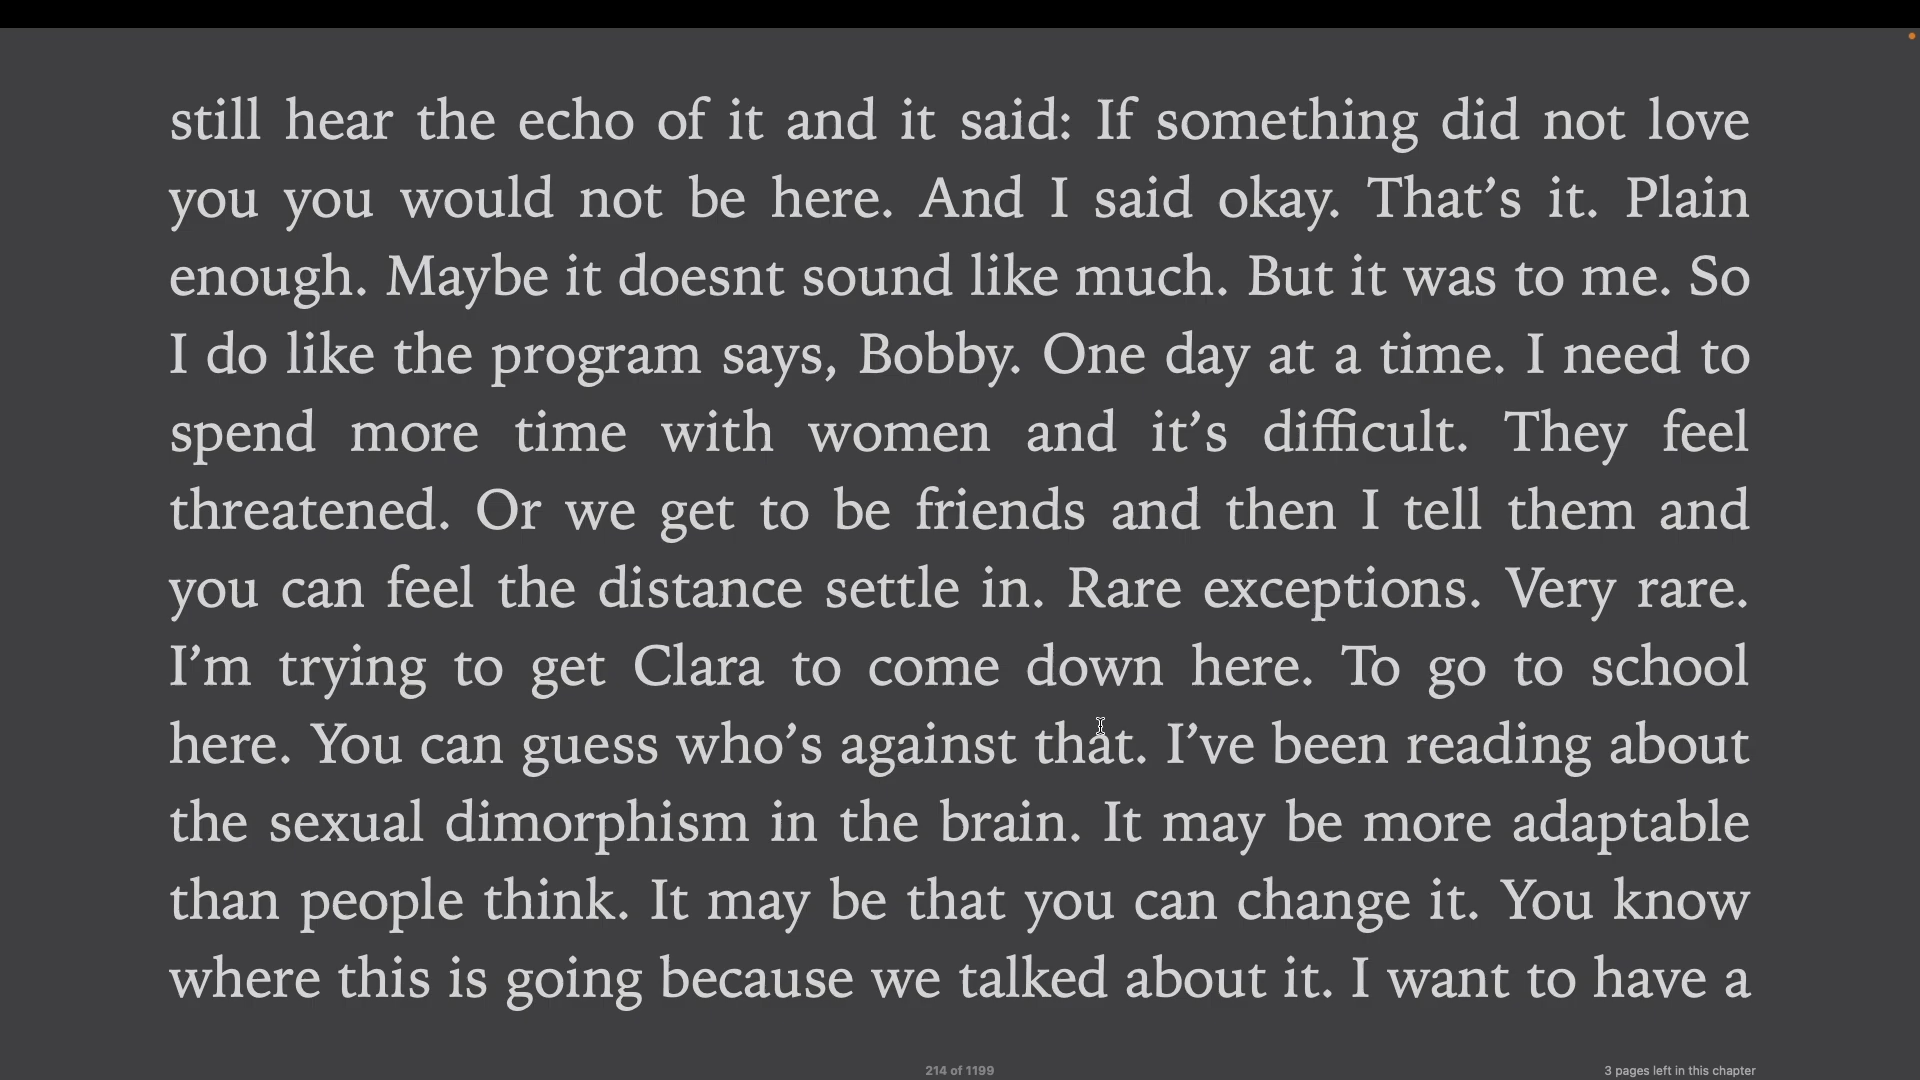 still hear the echo of it and it said: If something did not love
you you would not be here. And I said okay. That’s it. Plain
enough. Maybe it doesnt sound like much. But it was to me. So
I do like the program says, Bobby. One day at a time. I need to
spend more time with women and it’s difficult. They feel
threatened. Or we get to be friends and then I tell them and
you can feel the distance settle in. Rare exceptions. Very rare.
I’m trying to get Clara to come down here. To go to school
here. You can guess who’s against that. I’ve been reading about
the sexual dimorphism in the brain. It may be more adaptable
than people think. It may be that you can change it. You know
where this is going because we talked about it. I want to have a
214 of 1199
3 pages left in this chapter